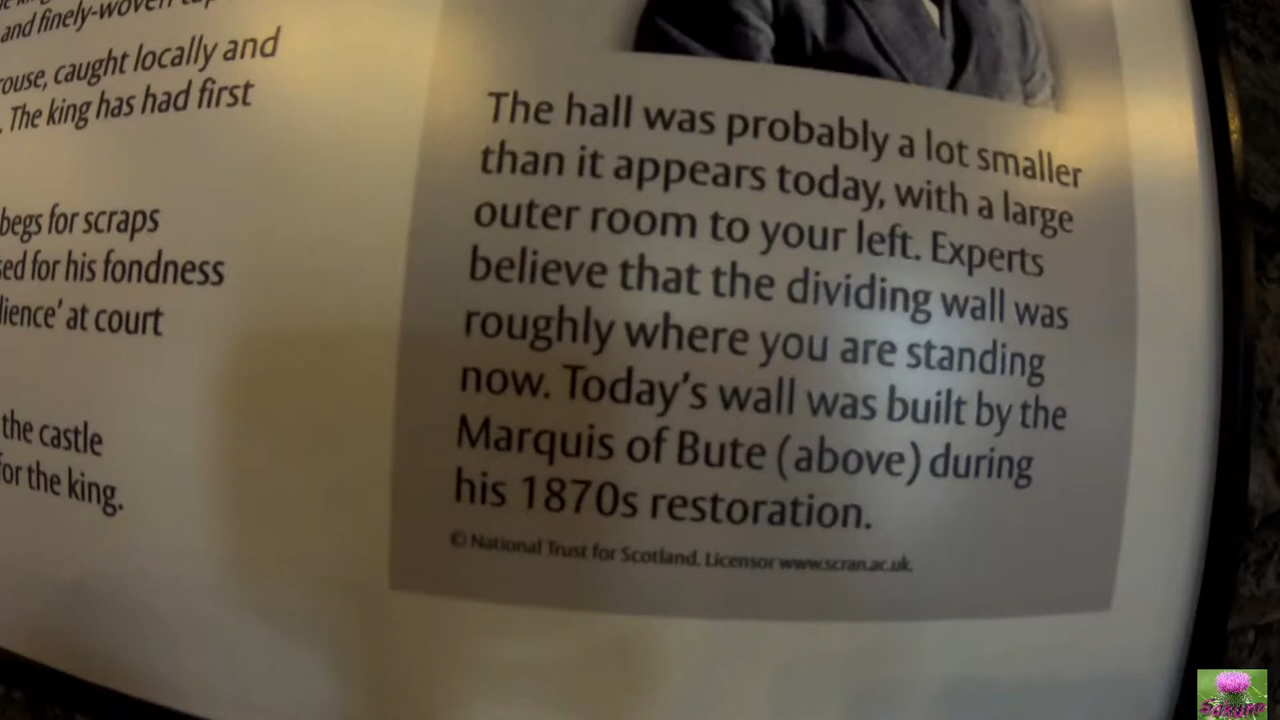 and finely-woven
rouse, caught locally and
. The king has had first
begs for scraps
sed for his fondness
lience' at court
the castle
for the king.
The hall was probably a lot smaller
than it appears today, with a large
outer room to your left. Experts
believe that the dividing wall was
roughly where you are standing
now. Today's wall was built by the
Marquis of Bute (above) during
his 1870s restoration.
© National Trust for Scotland. Licensor www.scran.ac.uk.
Sakura